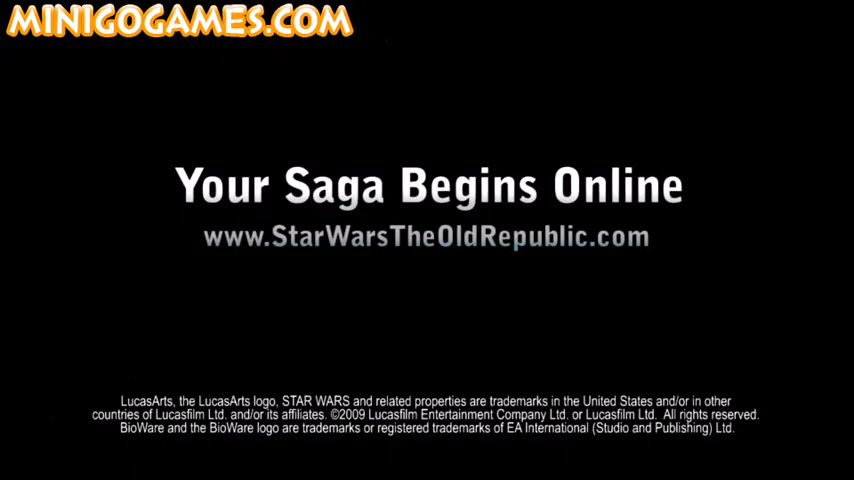 MINIGOGAMES.COM
Your Saga Begins Online
www.StarWarsTheOldRepublic.com
LucasArts, the LucasArts logo, STAR WARS and related properties are trademarks in the United States and/or in other
countries of Lucasfilm Ltd. and/or its affiliates. ©2009 Lucasfilm Entertainment Company Ltd. or Lucasfilm Ltd. All rights reserved.
BioWare and the BioWare logo are trademarks or registered trademarks of EA International (Studio and Publishing) Ltd.